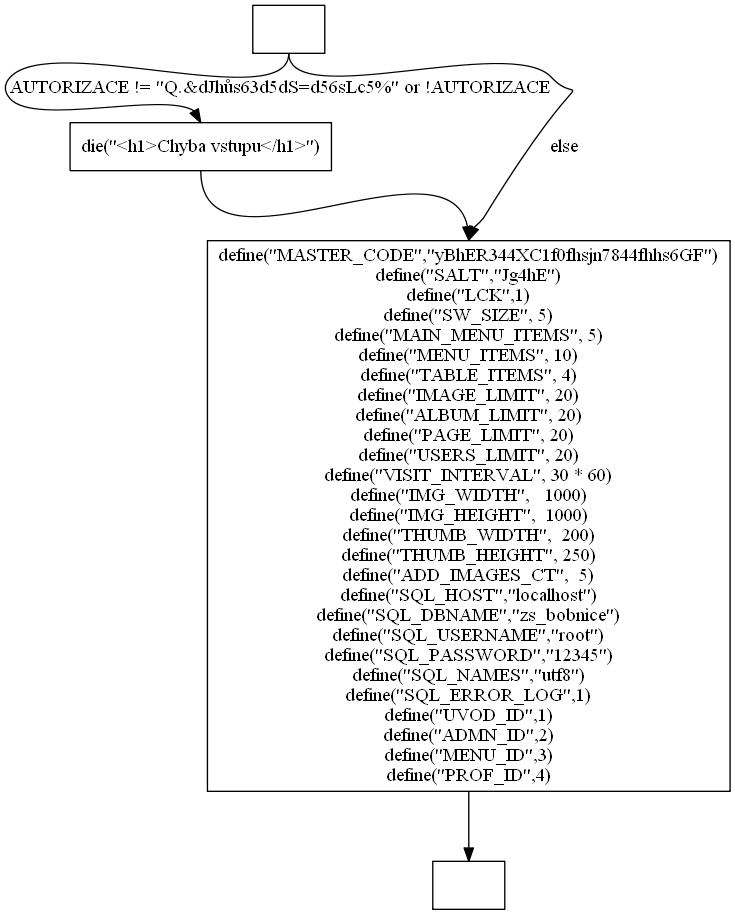 AUTORIZACE != "Q.&dJhůs63d5dS=d56sLc5%" or !AUTORIZACE
die("<h1>Chyba vstupu</h1>")
else
define("MASTER_CODE","yBhER344XC1f0fhsjn7844fhhs6GF")
define("SALT","Jg4hE")
define("LCK",1)
define("SW_SIZE", 5)
define("MAIN_MENU_ITEMS", 5)
define("MENU_ITEMS", 10)
define("TABLE_ITEMS", 4)
define("IMAGE_LIMIT", 20)
define("ALBUM_LIMIT", 20)
define("PAGE_LIMIT", 20)
define("USERS_LIMIT", 20)
define("VISIT_INTERVAL", 30 * 60)
define("IMG_WIDTH",   1000)
define("IMG_HEIGHT",  1000)
define("THUMB_WIDTH",  200)
define("THUMB_HEIGHT", 250)
define("ADD_IMAGES_CT",  5)
define("SQL_HOST","localhost")
define("SQL_DBNAME","zs_bobnice")
define("SQL_USERNAME","root")
define("SQL_PASSWORD","12345")
define("SQL_NAMES","utf8")
define("SQL_ERROR_LOG",1)
define("UVOD_ID",1)
define("ADMN_ID",2)
define("MENU_ID",3)
define("PROF_ID",4)